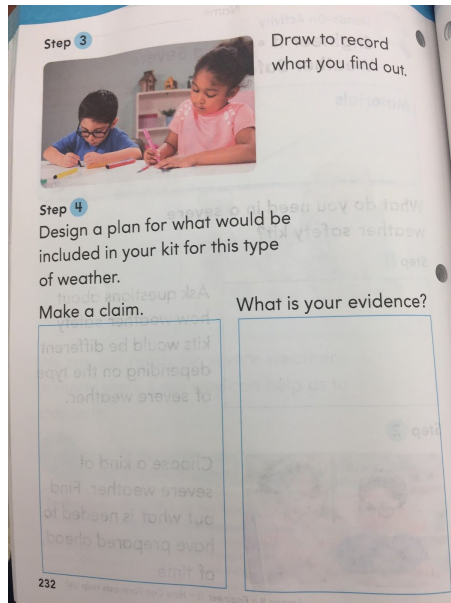 Step 3
Draw to record
what you find out.
Step 4
Design a plan for what would be
included in your kit for this type
of weather.
Make a claim.
What is your evidence?
232